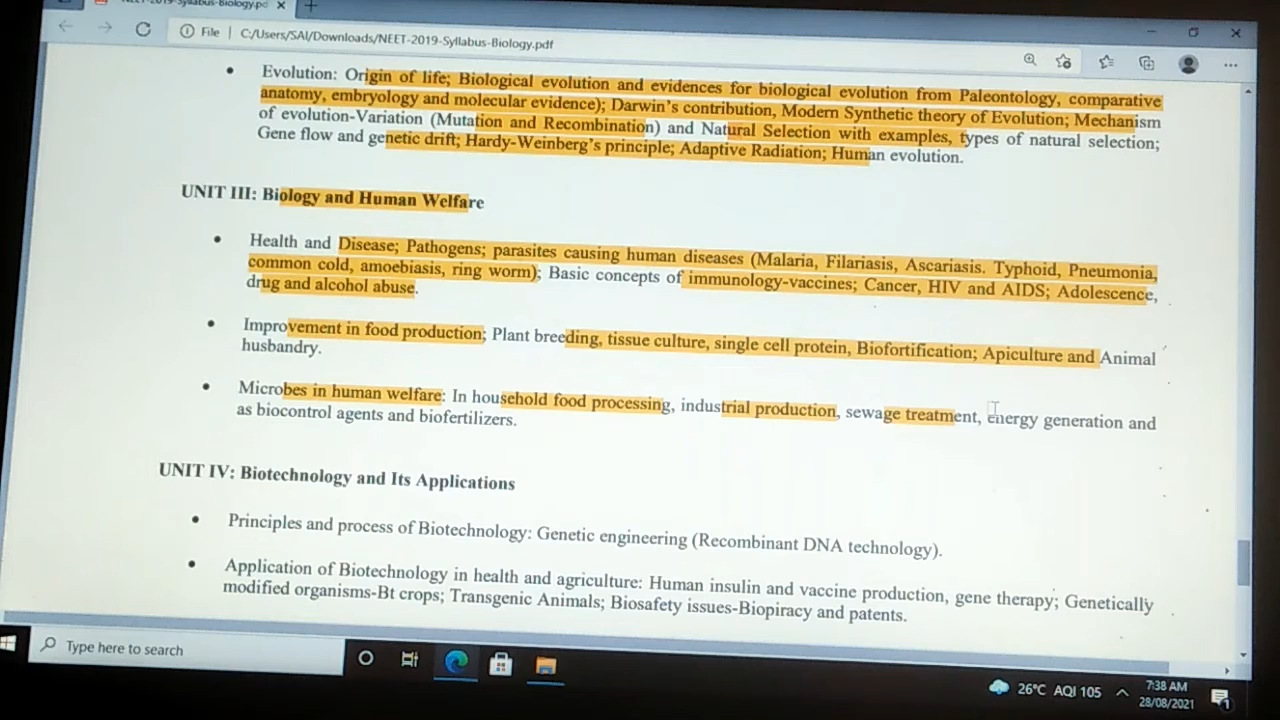 NEET-2019-Syllabus-Biology.pd
File | C:/Users/SAI/Downloads/NEET-2019-Syllabus-Biology.pdf
• Evolution: Origin of life; Biological evolution and evidences for biological evolution from Paleontology, comparative
anatomy, embryology and molecular evidence); Darwin's contribution, Modern Synthetic theory of Evolution; Mechanism
of evolution-Variation (Mutation and Recombination) and Natural Selection with examples, types of natural selection;
Gene flow and genetic drift; Hardy-Weinberg's principle; Adaptive Radiation; Human evolution.
UNIT III: Biology and Human Welfare
• Health and Disease; Pathogens; parasites causing human diseases (Malaria, Filariasis, Ascariasis. Typhoid, Pneumonia,
common cold, amoebiasis, ring worm); Basic concepts of immunology-vaccines; Cancer, HIV and AIDS; Adolescence,
drug and alcohol abuse.
• Improvement in food production; Plant breeding, tissue culture, single cell protein, Biofortification; Apiculture and Animal
husbandry.
• Microbes in human welfare: In household food processing, industrial production, sewage treatment, energy generation and
as biocontrol agents and biofertilizers.
UNIT IV: Biotechnology and Its Applications
• Principles and process of Biotechnology: Genetic engineering (Recombinant DNA technology).
• Application of Biotechnology in health and agriculture: Human insulin and vaccine production, gene therapy; Genetically
modified organisms-Bt crops; Transgenic Animals; Biosafety issues-Biopiracy and patents.
Type here to search
26°C AQI 105
7:38 AM
28/08/2021
1